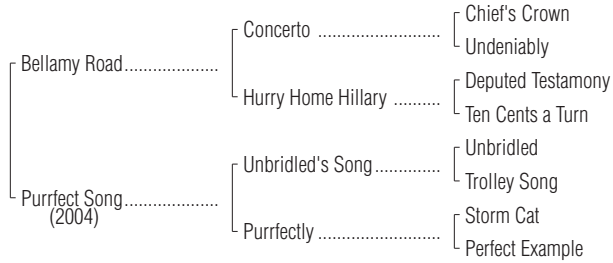 Chief's Crown
Concerto ........................
Undeniably
Bellamy Road...................
Deputed Testamony
Hurry Home Hillary ..........
Ten Cents a Turn
Unbridled
Unbridled's Song.............
Trolley Song
Purrfect Song...................
(2004)
Storm Cat
Purrfectly ........................
Perfect Example